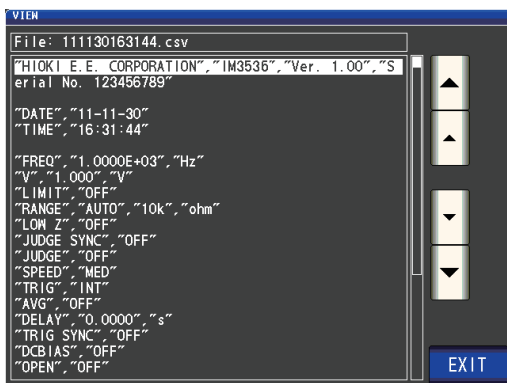 VIEW
File: 111130163144.csv
"HIOKI E.E. CORPORATION","IM3536","Ver. 1.00","S
erial No. 123456789"
"DATE","11-11-30"
"TIME","16:31:44"
"FREQ","1.0000E+03","Hz"
"V","1.000","V"
"LIMIT","OFF"
"RANGE","AUTO","10k","ohm"
"LOW Z","OFF"
"JUDGE SYNC","OFF"
"JUDGE","OFF"
"SPEED","MED"
"TRIG","INT"
"AVG","OFF"
"DELAY","0.0000","s"
"TRIG SYNC","OFF"
"DCBIAS","OFF"
"OPEN","OFF"
EXIT